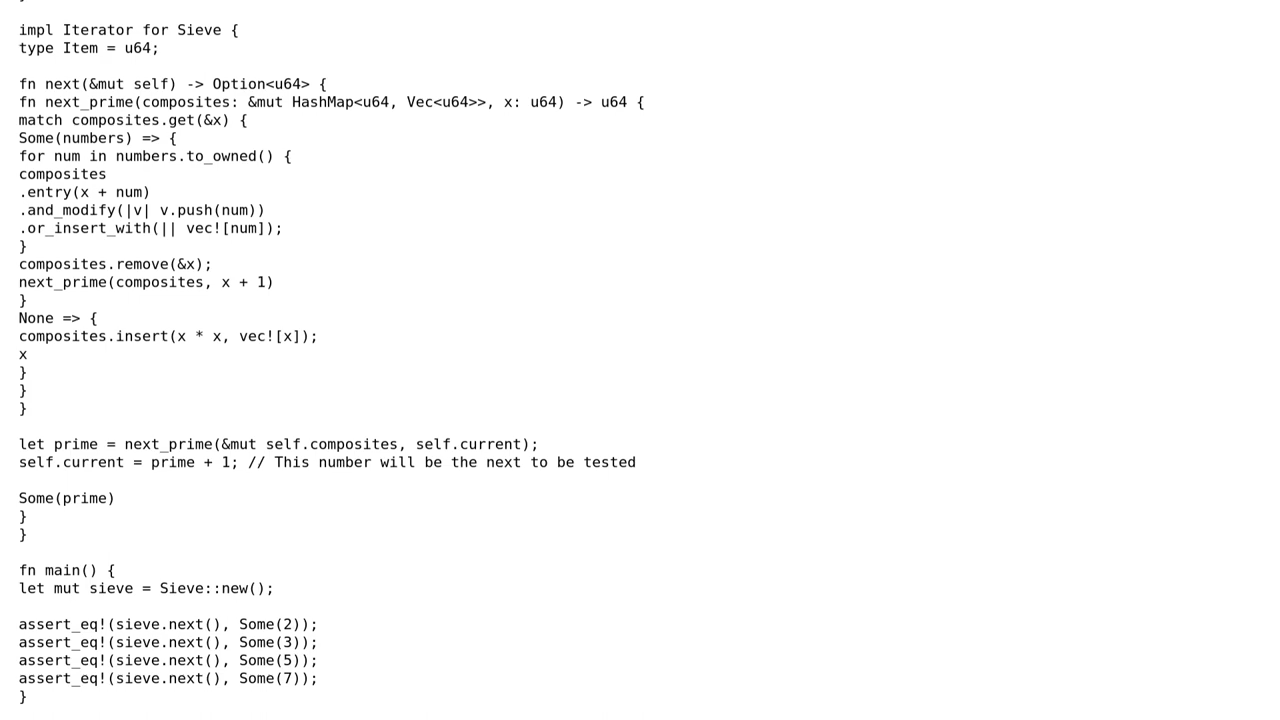 }
impl Iterator for Sieve {
type Item = u64;
fn next(&mut self) -> Option<u64> {
fn next_prime(composites: &mut HashMap<u64, Vec<u64>>, x: u64) -> u64 {
match composites.get(&x) {
Some(numbers) => {
for num in numbers.to_owned() {
composites
.entry(x + num)
.and_modify(|v| v.push(num))
.or_insert_with(|| vec![num]);
}
composites.remove(&x);
next_prime(composites, x + 1)
}
None => {
composites.insert(x * x, vec![x]);
x
}
}
}
let prime = next_prime(&mut self.composites, self.current);
self.current = prime + 1; // This number will be the next to be tested
Some(prime)
}
}
fn main() {
let mut sieve = Sieve::new();
assert_eq!(sieve.next(), Some(2));
assert_eq!(sieve.next(), Some(3));
assert_eq!(sieve.next(), Some(5));
assert_eq!(sieve.next(), Some(7));
}